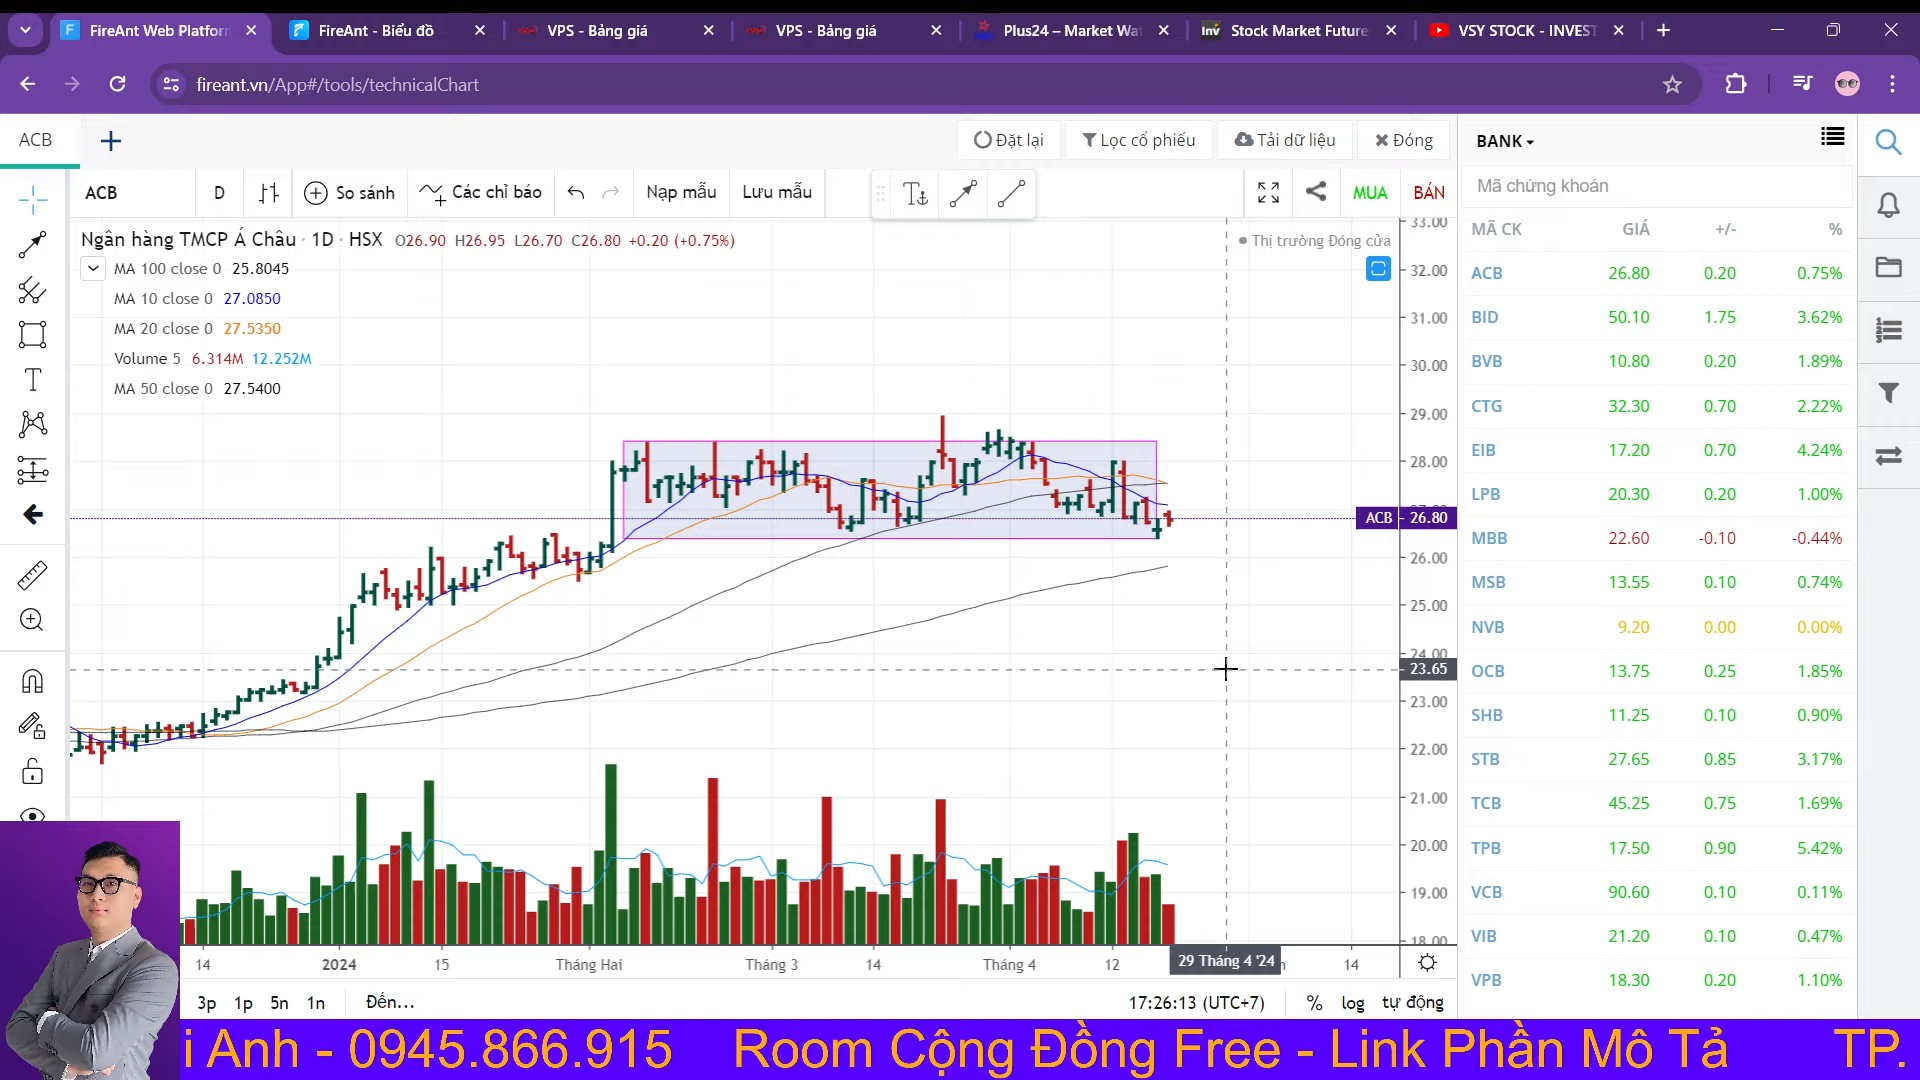 FireAnt Web Platform
FireAnt - Biểu đồ
VPS - Bảng giá
VPS - Bảng giá
Plus24 – Market Wa
Inv Stock Market Future
VSY STOCK - INVEST
fireant.vn/App#/tools/technicalChart
ACB
Đặt lại
Lọc cổ phiếu
Tải dữ liệu
Đóng
BANK
ACB D So sánh Các chỉ báo Nạp mẫu Lưu mẫu MUA BÁN
Mã chứng khoán
Ngân hàng TMCP Á Châu · 1D · HSX O26.90 H26.95 L26.70 C26.80 +0.20 (+0.75%)
Thị trường Đóng cửa
MA 100 close 0 25.8045
MA 10 close 0 27.0850
MA 20 close 0 27.5350
Volume 5 6.314M 12.252M
MA 50 close 0 27.5400
33.00
32.00
31.00
30.00
29.00
28.00
ACB 26.80
26.00
25.00
24.00
23.65
23.00
22.00
21.00
20.00
19.00
18.00
14 2024 15 Tháng Hai Tháng 3 14 Tháng 4 12 29 Tháng 4 '24 14
3p 1p 5n 1n Đến... 17:26:13 (UTC+7) % log tự động
MÃ CK GIÁ +/- %
ACB 26.80 0.20 0.75%
BID 50.10 1.75 3.62%
BVB 10.80 0.20 1.89%
CTG 32.30 0.70 2.22%
EIB 17.20 0.70 4.24%
LPB 20.30 0.20 1.00%
MBB 22.60 -0.10 -0.44%
MSB 13.55 0.10 0.74%
NVB 9.20 0.00 0.00%
OCB 13.75 0.25 1.85%
SHB 11.25 0.10 0.90%
STB 27.65 0.85 3.17%
TCB 45.25 0.75 1.69%
TPB 17.50 0.90 5.42%
VCB 90.60 0.10 0.11%
VIB 21.20 0.10 0.47%
VPB 18.30 0.20 1.10%
i Anh - 0945.866.915 Room Cộng Đồng Free - Link Phần Mô Tả TP.